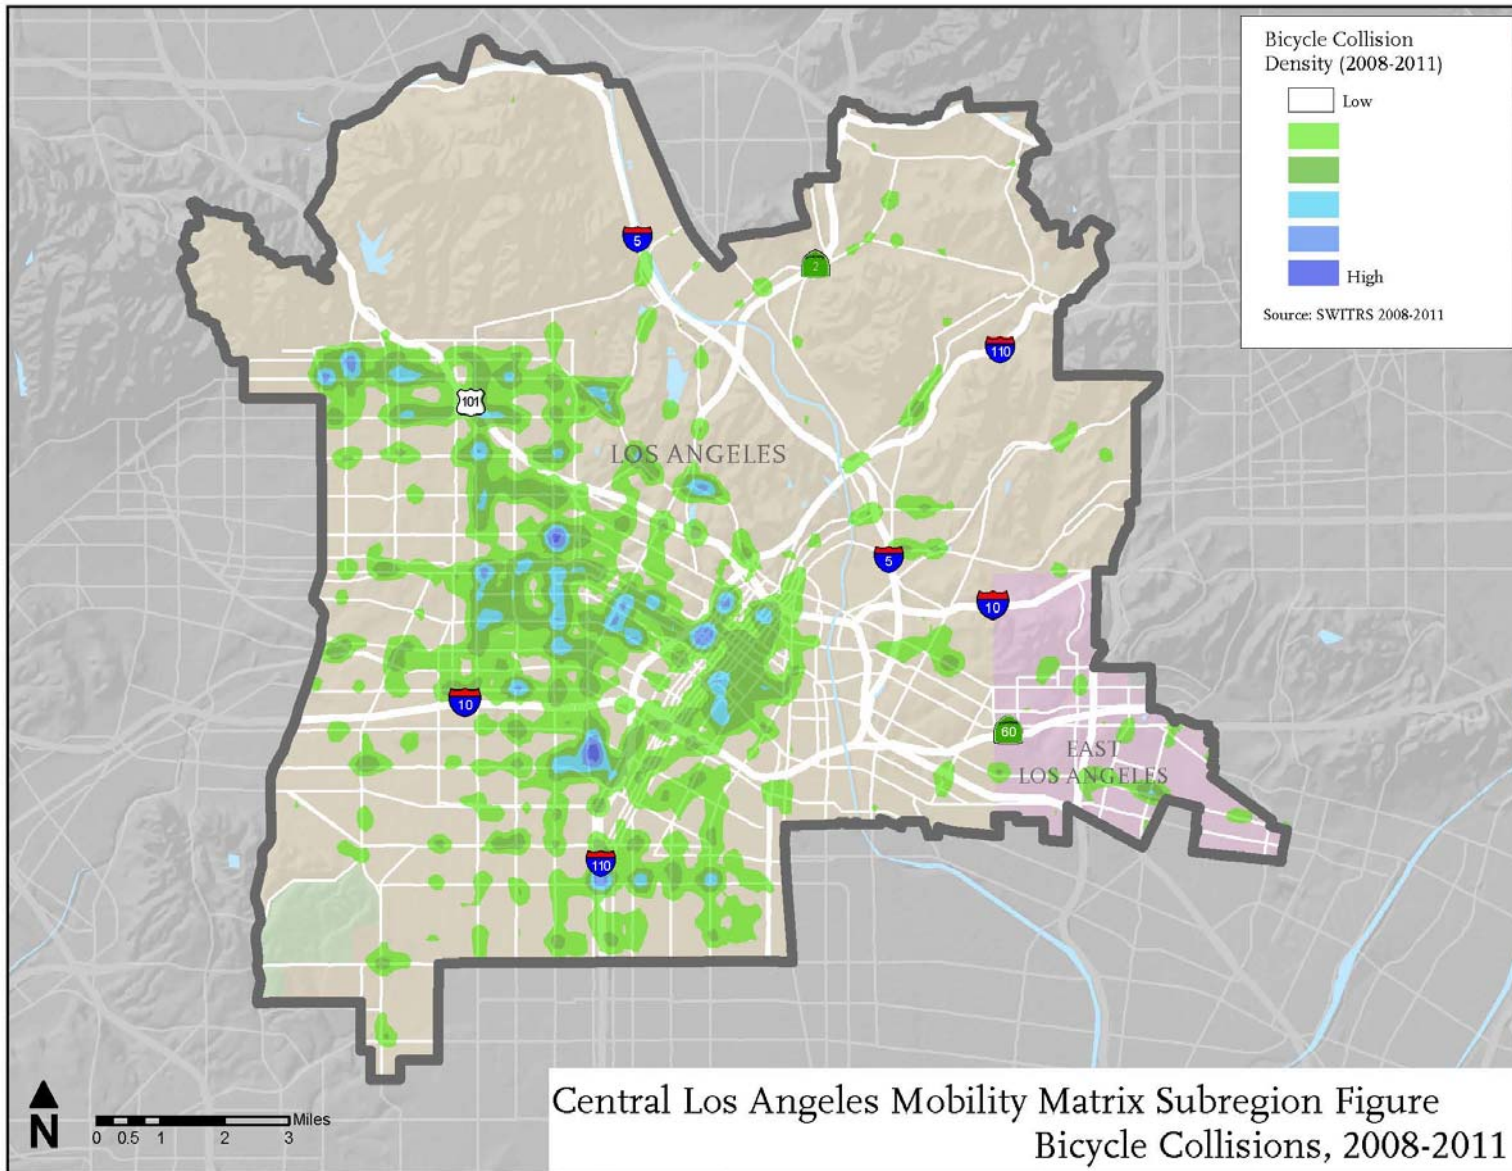 Bicycle Collision
Density (2008-2011)
Low
High
Source: SWITRS 2008-2011
5
2
110
101
LOS ANGELES
5
10
10
60
EAST
LOS ANGELES
110
N
Miles
0 0.5 1 2 3
Central Los Angeles Mobility Matrix Subregion Figure
Bicycle Collisions, 2008-2011